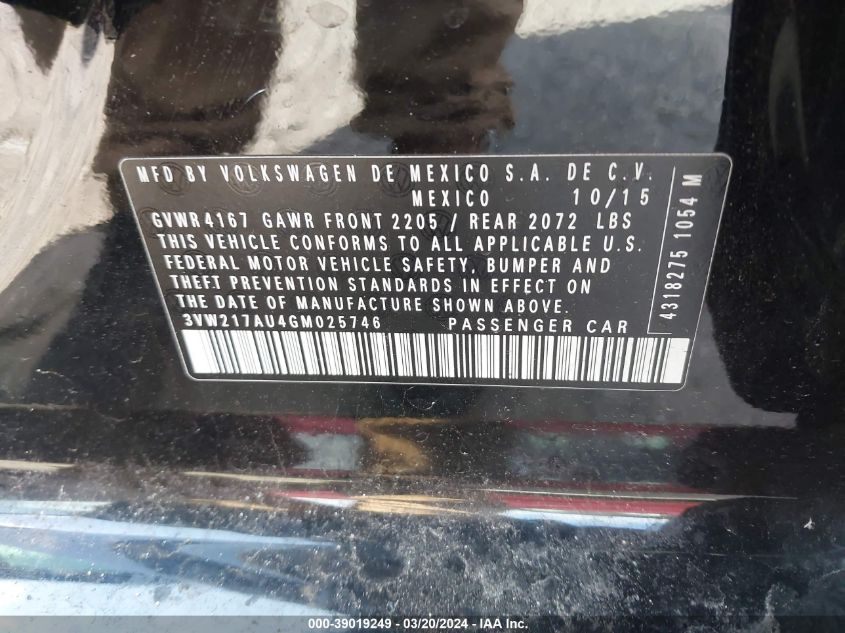 MFD BY VOLKSWAGEN DE MEXICO S.A. DE C.V.
MEXICO 10/15
GVWR 4167 GAWR FRONT 2205 / REAR 2072 LBS
THIS VEHICLE CONFORMS TO ALL APPLICABLE U.S.
FEDERAL MOTOR VEHICLE SAFETY, BUMPER AND
THEFT PREVENTION STANDARDS IN EFFECT ON
THE DATE OF MANUFACTURE SHOWN ABOVE.
3VW217AU4GM025746 PASSENGER CAR
4318275 1054 M
000-39019249 - 03/20/2024 - IAA Inc.